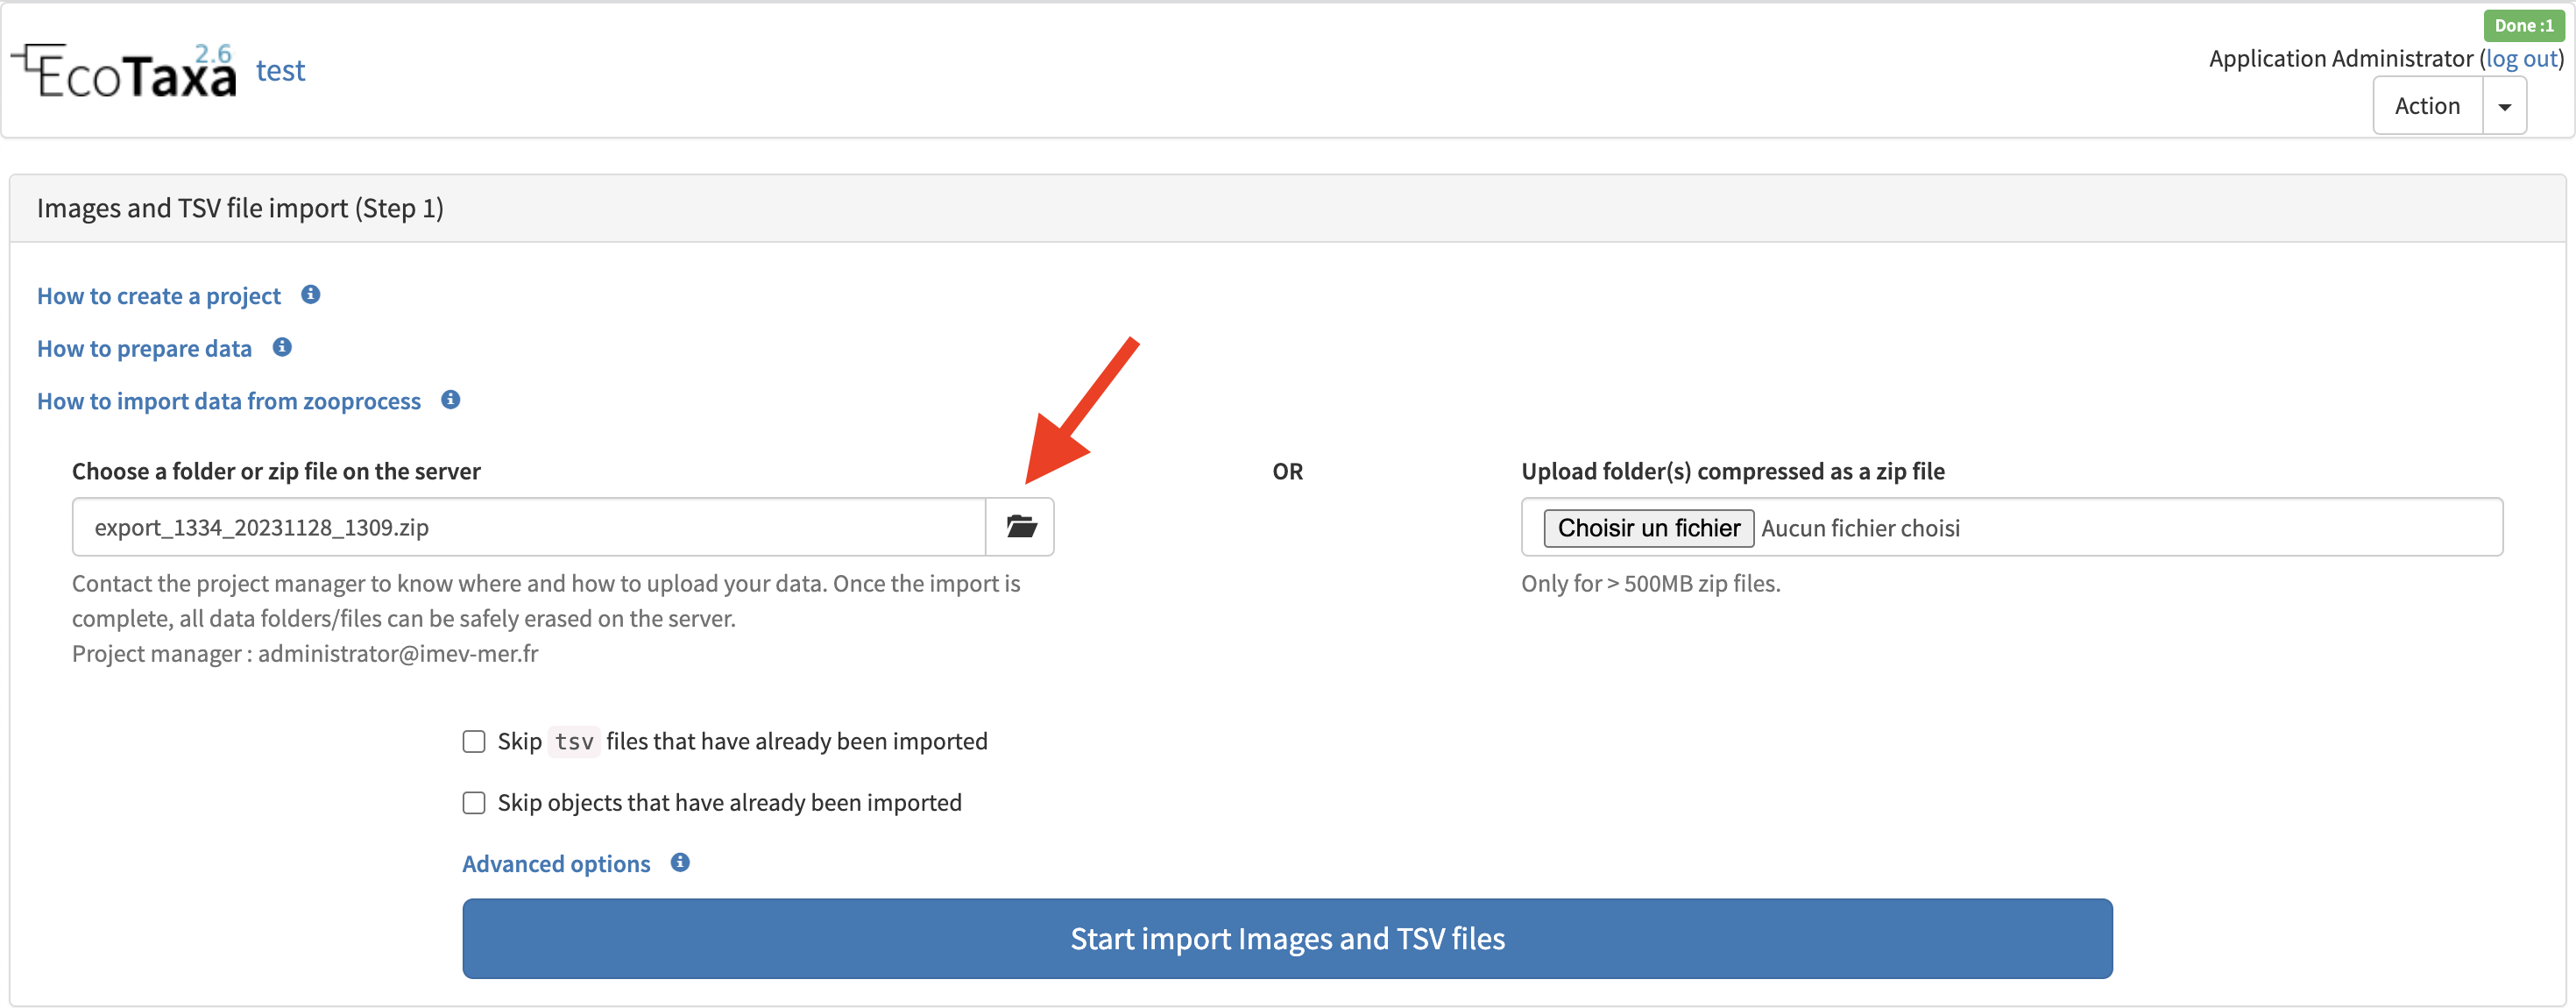 Done :1
EcoTaxa 2.6 test
Application Administrator (log out)
Action
Images and TSV file import (Step 1)
How to create a project
How to prepare data
How to import data from zooprocess
Choose a folder or zip file on the server
OR
Upload folder(s) compressed as a zip file
export_1334_20231128_1309.zip
Choisir un fichier Aucun fichier choisi
Contact the project manager to know where and how to upload your data. Once the import is
complete, all data folders/files can be safely erased on the server.
Project manager : administrator@imev-mer.fr
Only for > 500MB zip files.
Skip tsv files that have already been imported
Skip objects that have already been imported
Advanced options
Start import Images and TSV files